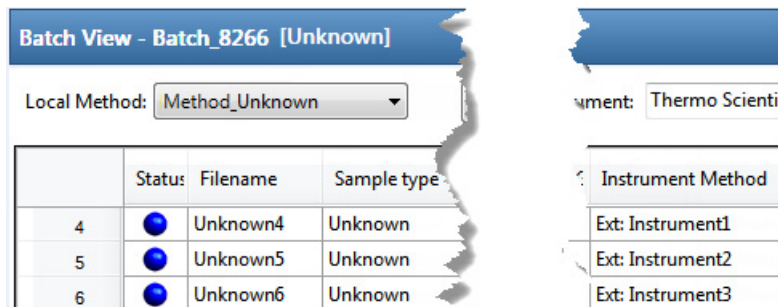 Batch View - Batch_8266 [Unknown]
Local Method: Method_Unknown Thermo Scienti
Status Filename Sample type Instrument Method
4 Unknown4 Unknown Ext: Instrument1
5 Unknown5 Unknown Ext: Instrument2
6 Unknown6 Unknown Ext: Instrument3